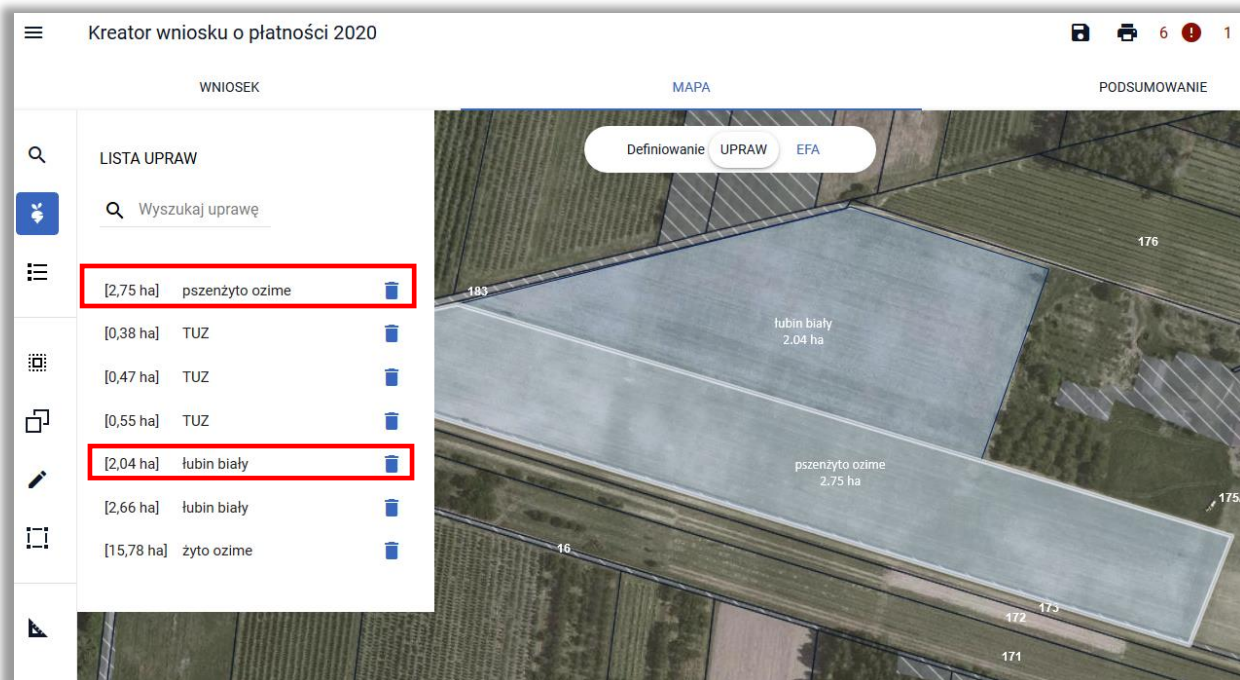 Kreator wniosku o płatności 2020
6 1
WNIOSEK MAPA PODSUMOWANIE
LISTA UPRAW
Wyszukaj uprawę
[2,75 ha] pszenżyto ozime
[0,38 ha] TUZ
[0,47 ha] TUZ
[0,55 ha] TUZ
[2,04 ha] łubin biały
[2,66 ha] łubin biały
[15,78 ha] żyto ozime
Definiowanie UPRAW EFA
176
183
łubin biały
2.04 ha
pszenżyto ozime
2.75 ha
175
16
173
172
171